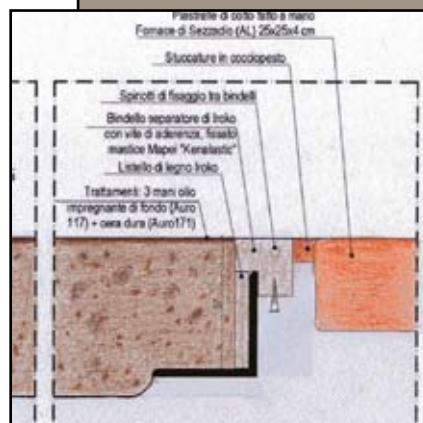 Piastrelle di cotto fatto a mano
Fornace di Sezzadio (AL) 25x25x4 cm
Stuccature in cocciopesto
Spinotti di fisaggio tra bindelli
Bindello separatore di Iroko
con vite di aderenza, fissato
mastice Mapei "Keralastic"
Listello di legno Iroko
Trattamenti: 3 mani olio
impregnante di fondo (Auro
117) + cera dura (Auro171)